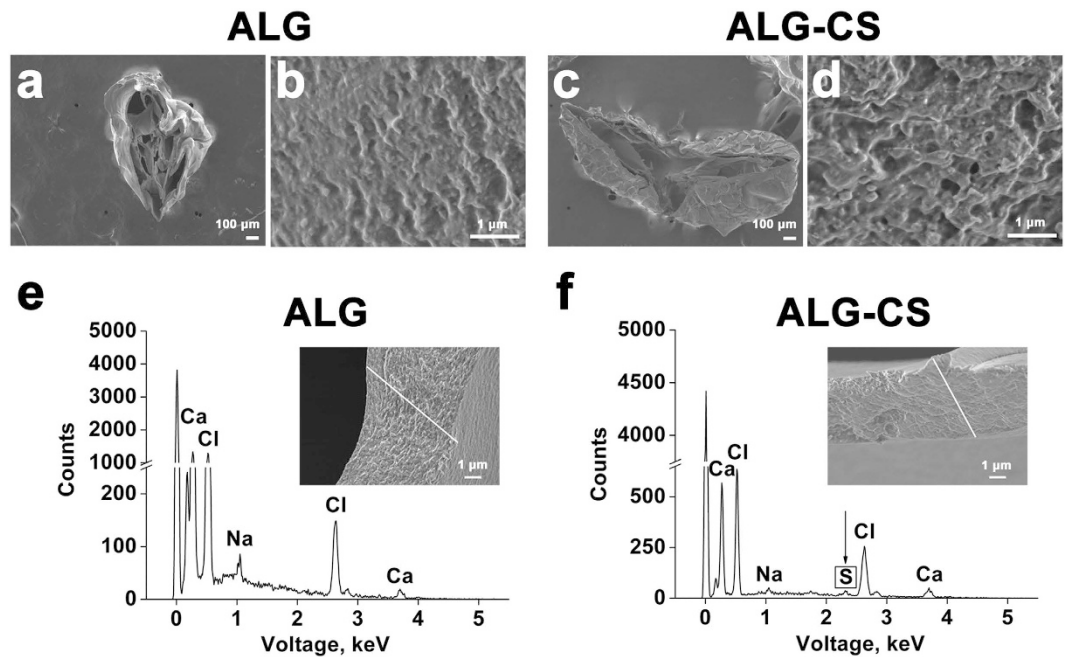 ALG
ALG-CS
a
b
c
d
100 µm
1 µm
100 µm
1 µm
e
ALG
f
ALG-CS
5000
4000
3000
2000
1000
200
100
0
Counts
Ca
Cl
Na
Cl
Ca
1 µm
0 1 2 3 4 5
Voltage, keV
5000
4500
4000
500
250
0
Counts
Ca
Cl
Na
S
Cl
Ca
1 µm
0 1 2 3 4 5
Voltage, keV